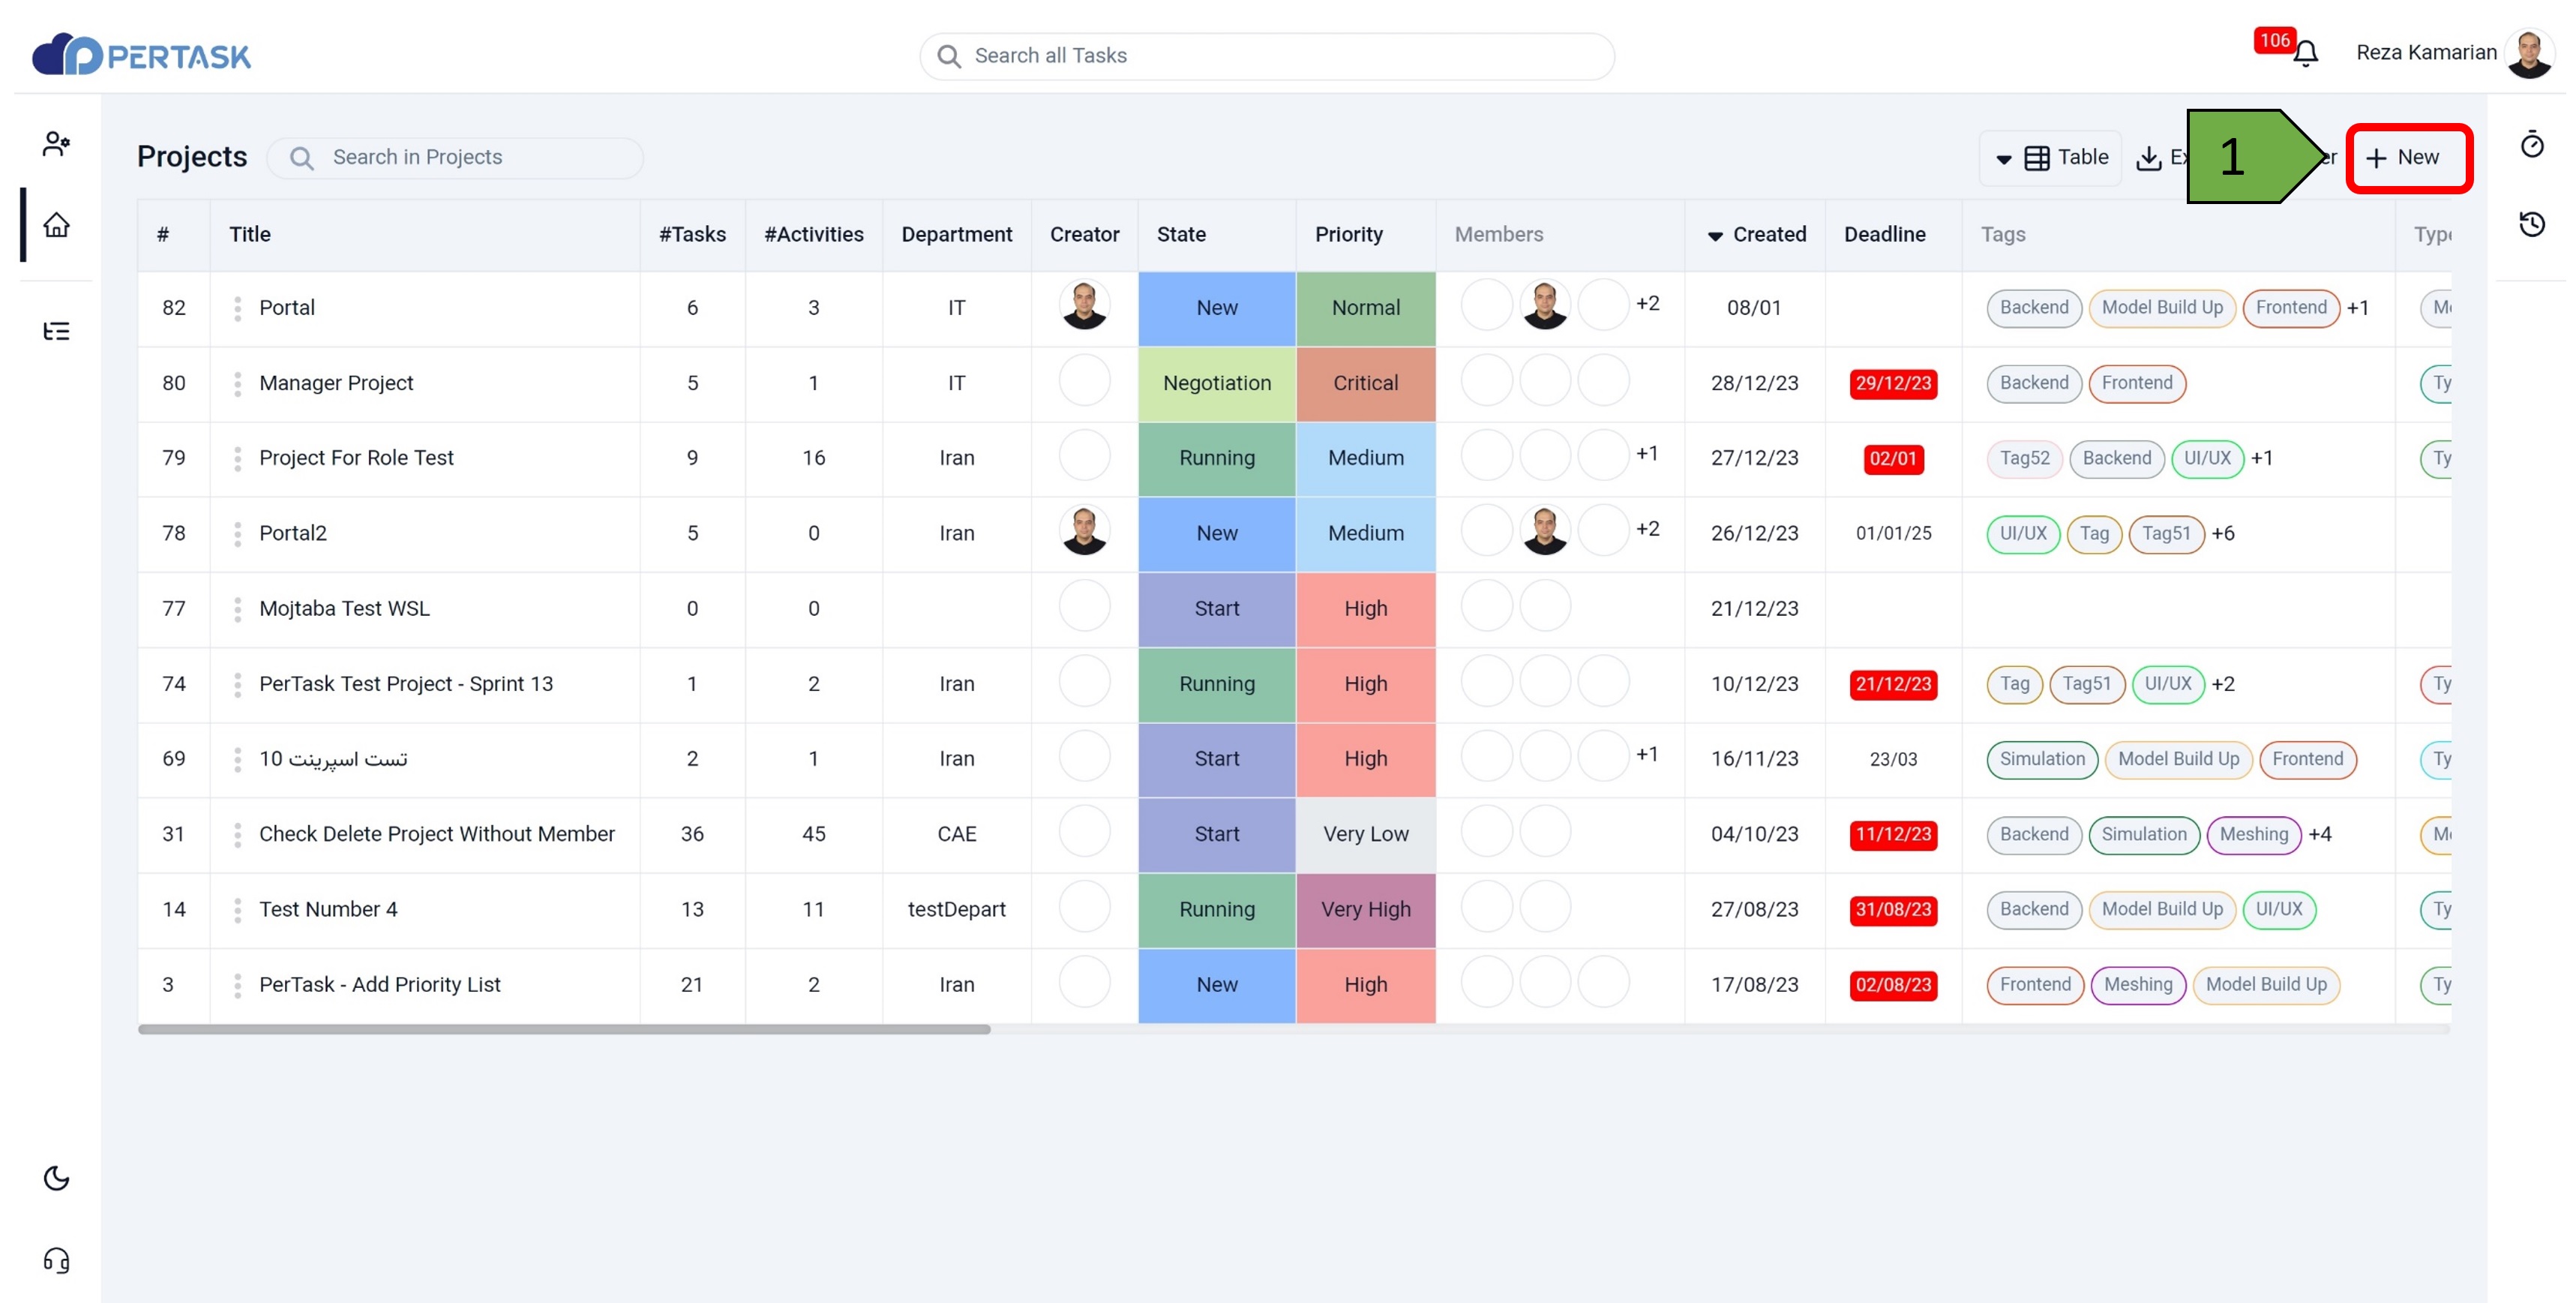 PERTASK
Search all Tasks
106
Reza Kamarian
Projects
Search in Projects
Table
1
New
# Title #Tasks #Activities Department Creator State Priority Members Created Deadline Tags
82 Portal 6 3 IT New Normal +2 08/01 Backend Model Build Up Frontend +1
80 Manager Project 5 1 IT Negotiation Critical 28/12/23 29/12/23 Backend Frontend
79 Project For Role Test 9 16 Iran Running Medium +1 27/12/23 02/01 Tag52 Backend UI/UX +1
78 Portal2 5 0 Iran New Medium +2 26/12/23 01/01/25 UI/UX Tag Tag51 +6
77 Mojtaba Test WSL 0 0 Start High 21/12/23
74 PerTask Test Project - Sprint 13 1 2 Iran Running High 10/12/23 21/12/23 Tag Tag51 UI/UX +2
69 تست اسپرینت 10 2 1 Iran Start High +1 16/11/23 23/03 Simulation Model Build Up Frontend
31 Check Delete Project Without Member 36 45 CAE Start Very Low 04/10/23 11/12/23 Backend Simulation Meshing +4
14 Test Number 4 13 11 testDepart Running Very High 27/08/23 31/08/23 Backend Model Build Up UI/UX
3 PerTask - Add Priority List 21 2 Iran New High 17/08/23 02/08/23 Frontend Meshing Model Build Up